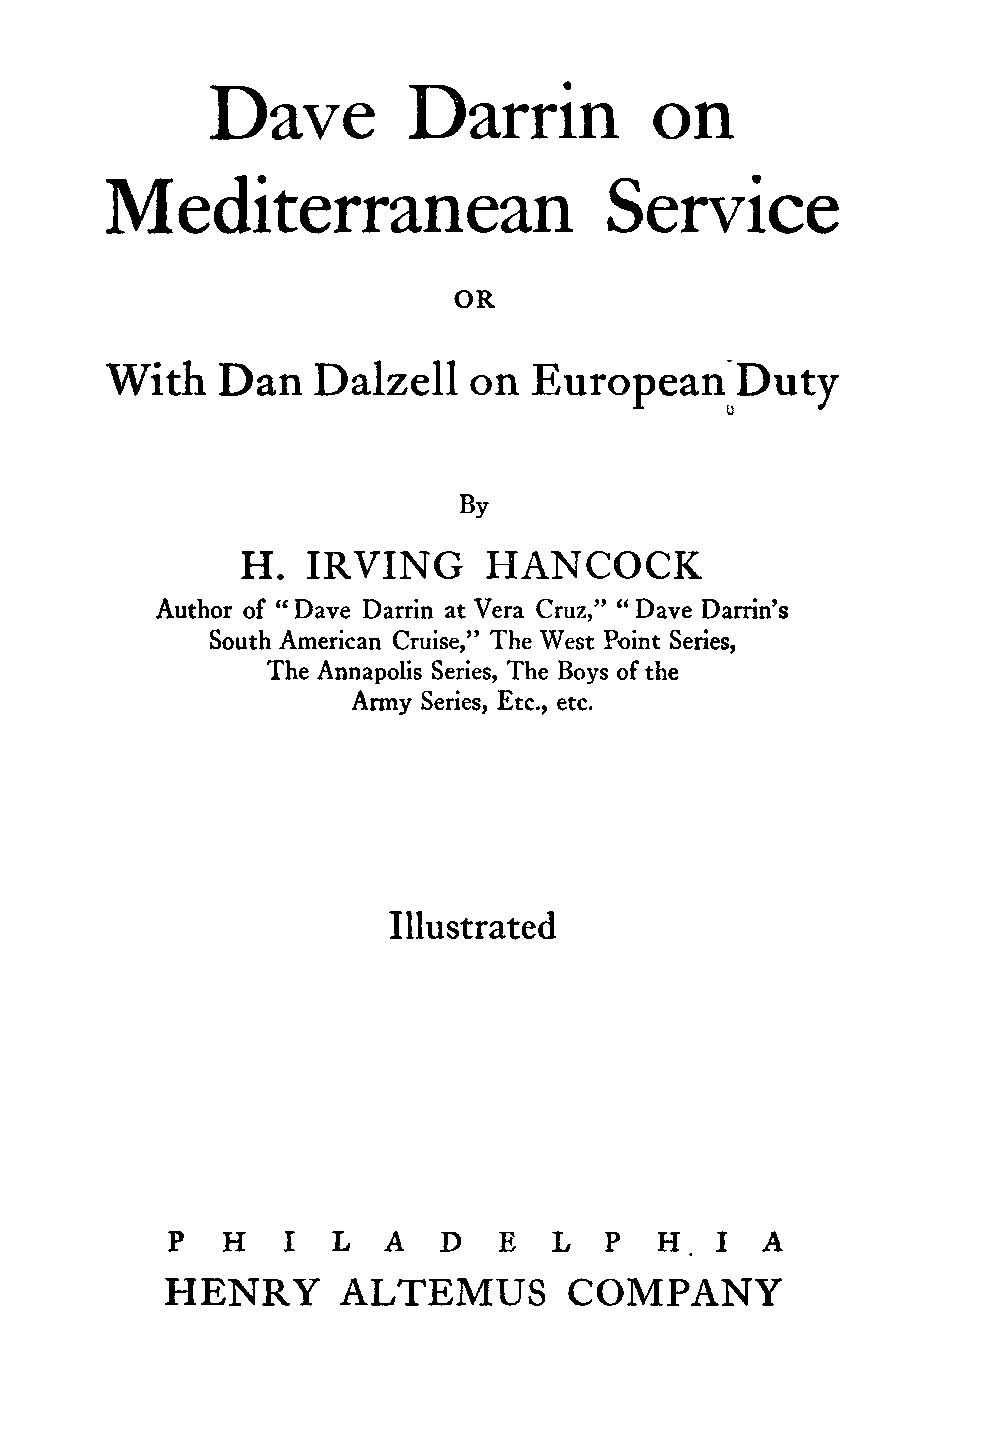 Dave Darrin on
Mediterranean Service
OR
With Dan Dalzell on European Duty
By
H. IRVING HANCOCK
Author of “Dave Darrin at Vera Cruz,” “Dave Darrin’s
South American Cruise,” The West Point Series,
The Annapolis Series, The Boys of the
Army Series, Etc., etc.
Illustrated
PHILADELPHIA
HENRY ALTEMUS COMPANY